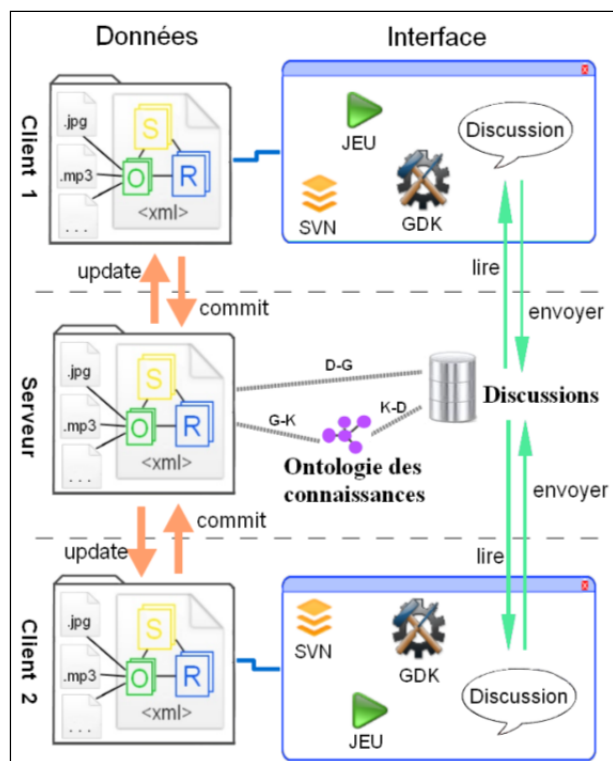 Données
Interface
Client 1
.jpg
.mp3
...
S
O
R
<xml>
JEU
SVN
GDK
Discussion
update
commit
lire
envoyer
Serveur
.jpg
.mp3
...
S
O
R
<xml>
D-G
G-K
K-D
Discussions
Ontologie des
connaissances
update
commit
lire
envoyer
Client 2
.jpg
.mp3
...
S
O
R
<xml>
SVN
GDK
JEU
Discussion